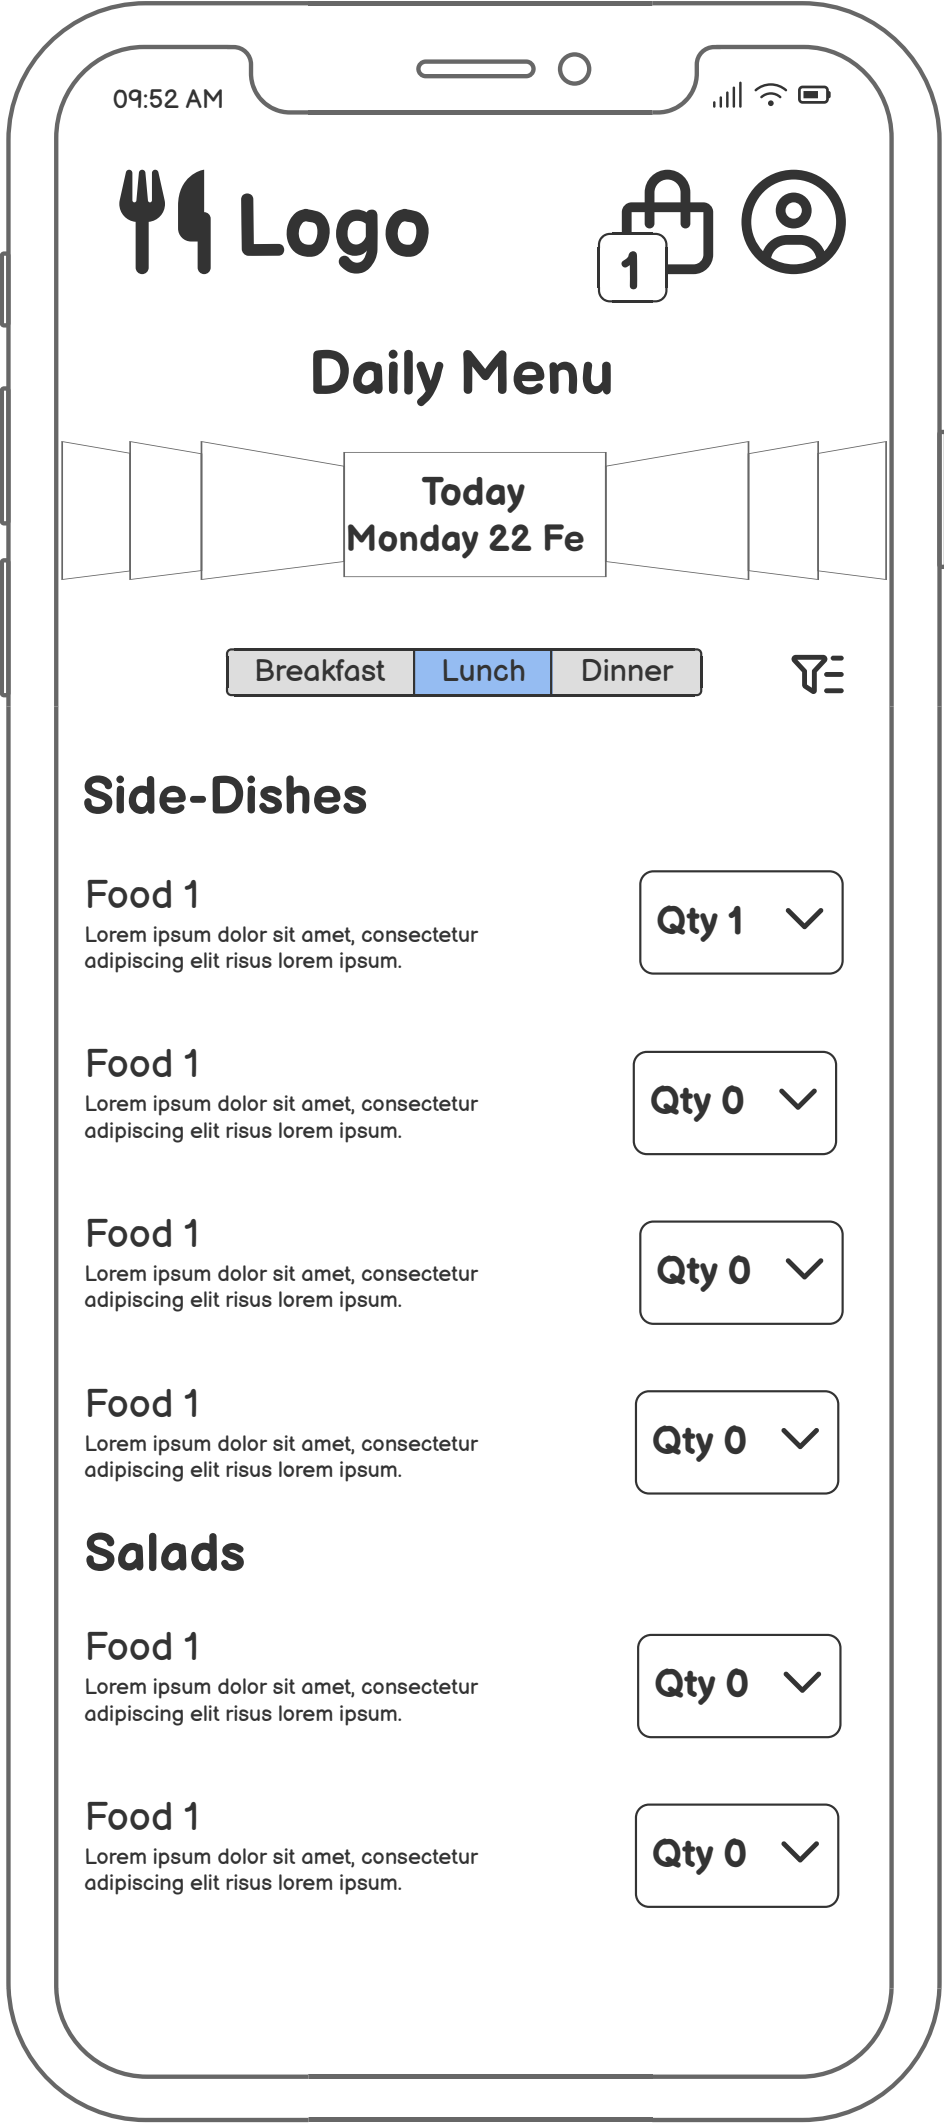 09:52 AM
Logo
1
Daily Menu
Today
Monday 22 Fe
Breakfast Lunch Dinner
Side-Dishes
Food 1
Lorem ipsum dolor sit amet, consectetur
adipiscing elit risus lorem ipsum.
Qty 1
Food 1
Lorem ipsum dolor sit amet, consectetur
adipiscing elit risus lorem ipsum.
Qty 0
Food 1
Lorem ipsum dolor sit amet, consectetur
adipiscing elit risus lorem ipsum.
Qty 0
Food 1
Lorem ipsum dolor sit amet, consectetur
adipiscing elit risus lorem ipsum.
Qty 0
Salads
Food 1
Lorem ipsum dolor sit amet, consectetur
adipiscing elit risus lorem ipsum.
Qty 0
Food 1
Lorem ipsum dolor sit amet, consectetur
adipiscing elit risus lorem ipsum.
Qty 0